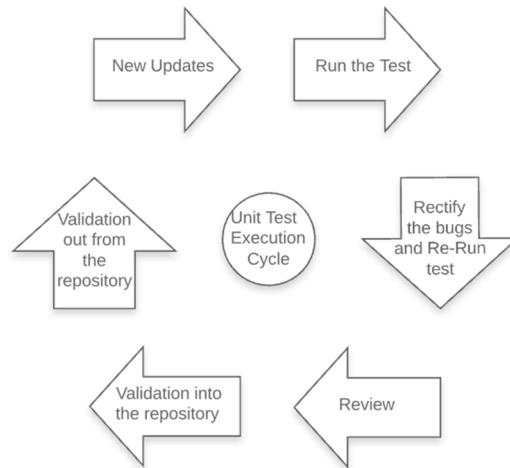 New Updates
Run the Test
Validation
out from
the
repository
Unit Test
Execution
Cycle
Rectify
the bugs
and Re-Run
test
Validation into
the repository
Review